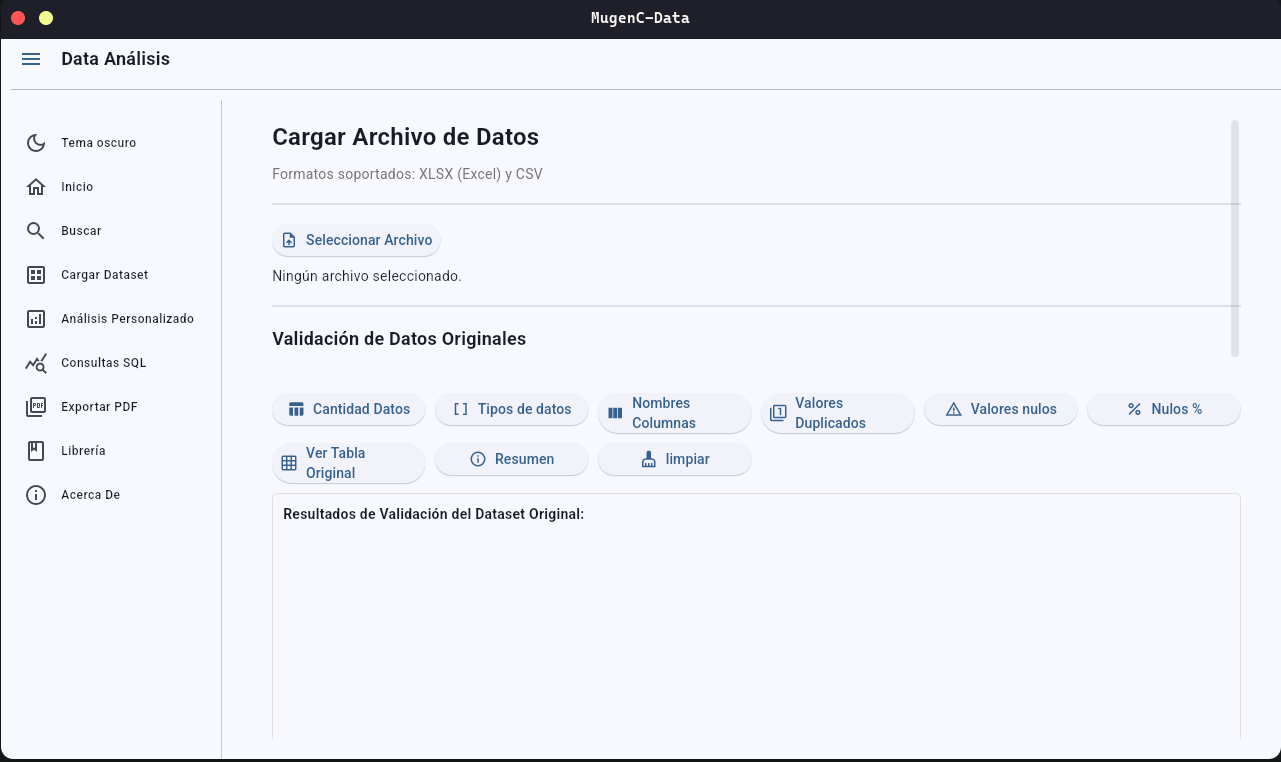 MugenC-Data
Data Análisis
Tema oscuro
Inicio
Buscar
Cargar Dataset
Análisis Personalizado
Consultas SQL
PDF
Exportar PDF
Librería
Acerca De
Cargar Archivo de Datos
Formatos soportados: XLSX (Excel) y CSV
Seleccionar Archivo
Ningún archivo seleccionado.
Validación de Datos Originales
Cantidad Datos
Tipos de datos
Nombres
Columnas
1
Valores
Duplicados
Valores nulos
Nulos %
Ver Tabla
Original
Resumen
limpiar
Resultados de Validación del Dataset Original: